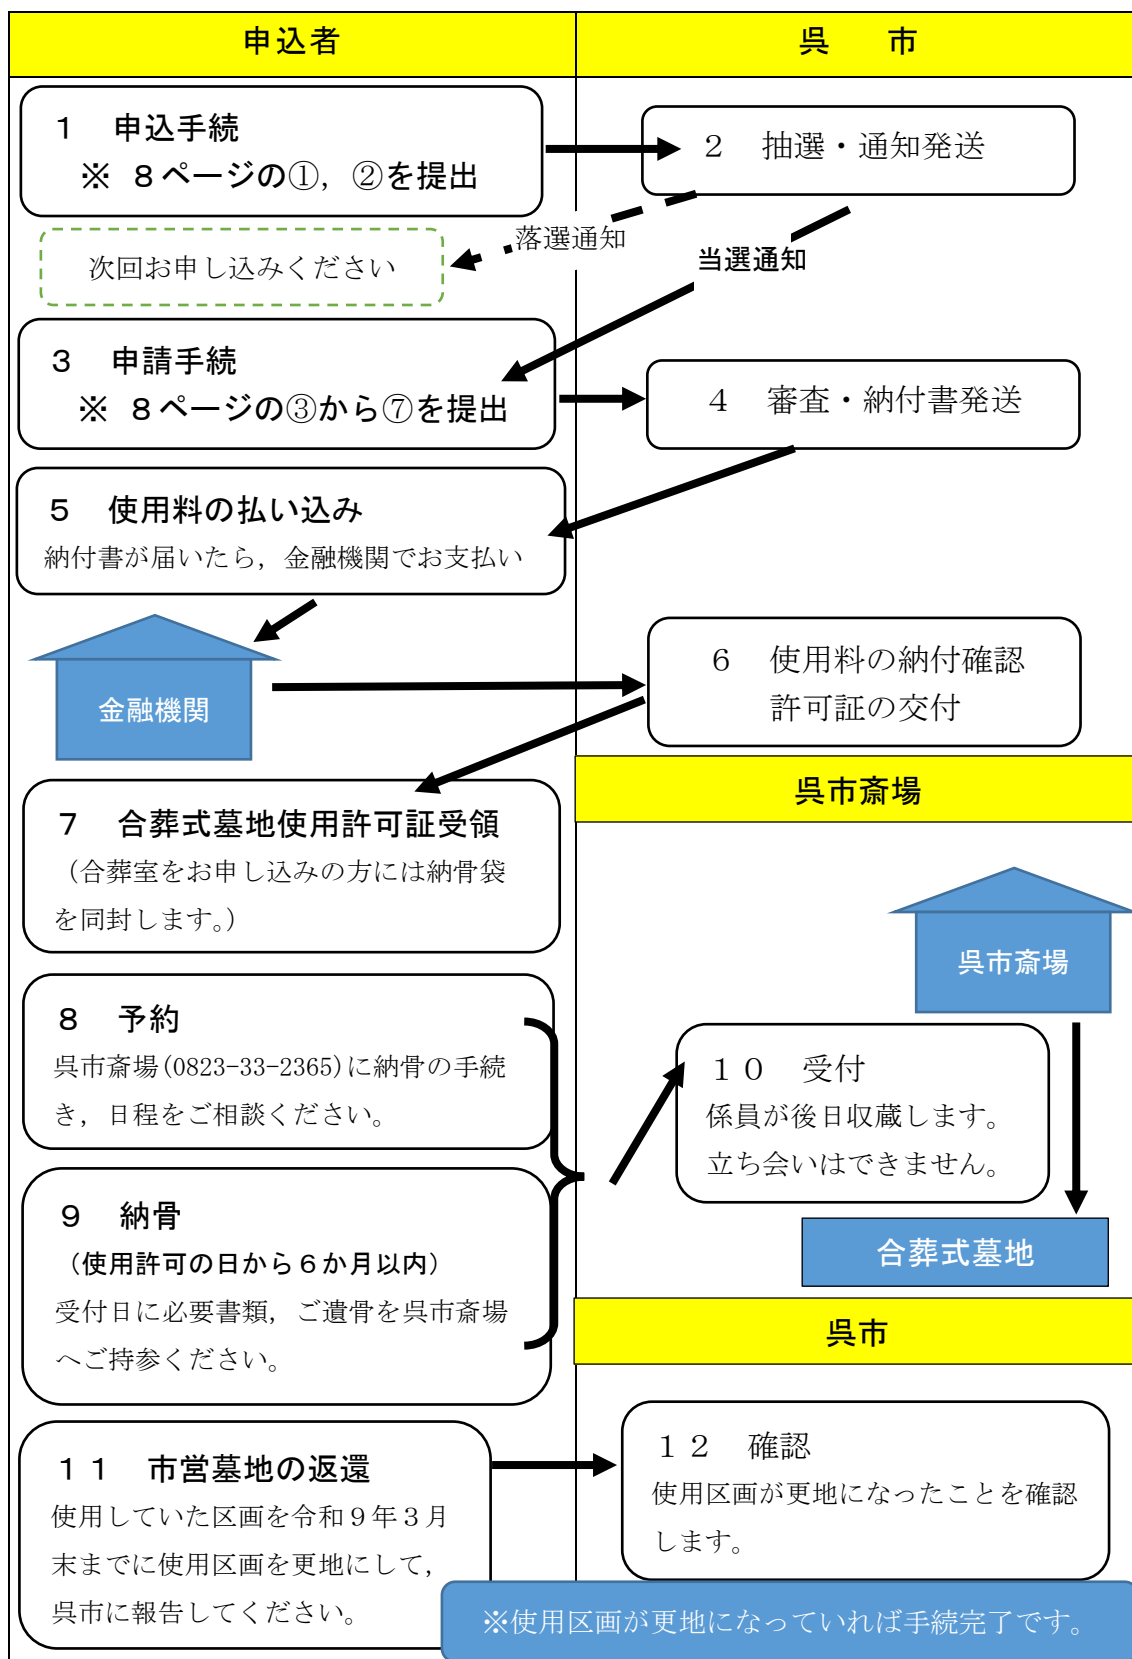 申込者
呉　市
１　申込手続
※　８ページの①，②を提出
２　抽選・通知発送
落選通知
当選通知
次回お申し込みください
３　申請手続
※　８ページの③から⑦を提出
４　審査・納付書発送
５　使用料の払い込み
納付書が届いたら，金融機関でお支払い
金融機関
６　使用料の納付確認
許可証の交付
７　合葬式墓地使用許可証受領
（合葬室をお申し込みの方には納骨袋
を同封します。）
呉市斎場
呉市斎場
８　予約
呉市斎場(0823-33-2365)に納骨の手続
き，日程をご相談ください。
９　納骨
（使用許可の日から６か月以内）
受付日に必要書類，ご遺骨を呉市斎場
へご持参ください。
１０　受付
係員が後日収蔵します。
立ち会いはできません。
合葬式墓地
呉市
１１　市営墓地の返還
使用していた区画を令和９年３月
末までに使用区画を更地にして，
呉市に報告してください。
１２　確認
使用区画が更地になったことを確認
します。
※使用区画が更地になっていれば手続完了です。